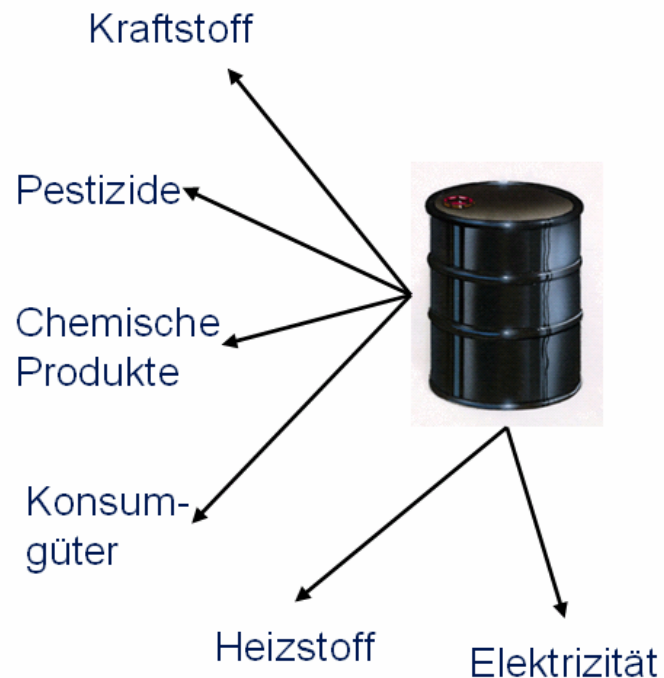 Kraftstoff
Pestizide
Chemische
Produkte
Konsum-
güter
Heizstoff
Elektrizität